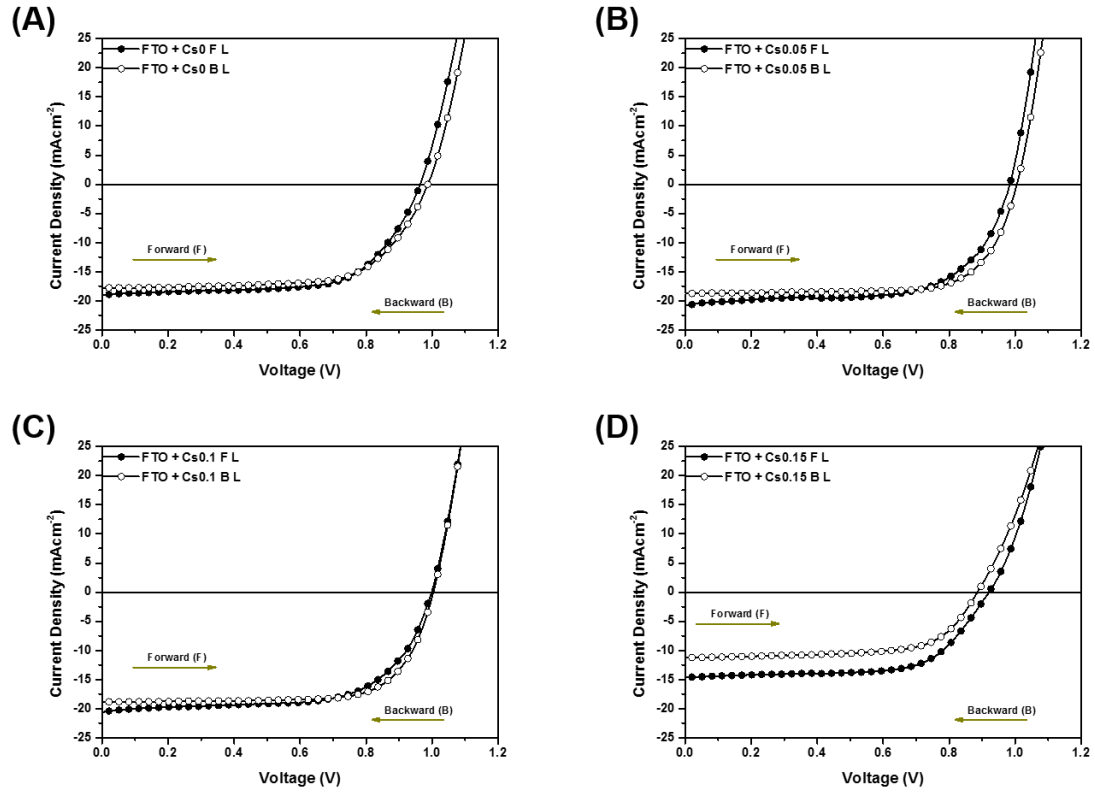 (A)
FTO + Cs0 F L
FTO + Cs0 B L
25
20
15
10
5
0
-5
-10
-15
-20
-25
Current Density (mAcm-2)
Forward (F)
Backward (B)
0.0 0.2 0.4 0.6 0.8 1.0 1.2
Voltage (V)
(B)
FTO + Cs0.05 F L
FTO + Cs0.05 B L
25
20
15
10
5
0
-5
-10
-15
-20
-25
Current Density (mAcm-2)
Forward (F)
Backward (B)
0.0 0.2 0.4 0.6 0.8 1.0 1.2
Voltage (V)
(C)
FTO + Cs0.1 F L
FTO + Cs0.1 B L
25
20
15
10
5
0
-5
-10
-15
-20
-25
Current Density (mAcm-2)
Forward (F)
Backward (B)
0.0 0.2 0.4 0.6 0.8 1.0 1.2
Voltage (V)
(D)
FTO + Cs0.15 F L
FTO + Cs0.15 B L
25
20
15
10
5
0
-5
-10
-15
-20
-25
Current Density (mAcm-2)
Forward (F)
Backward (B)
0.0 0.2 0.4 0.6 0.8 1.0 1.2
Voltage (V)